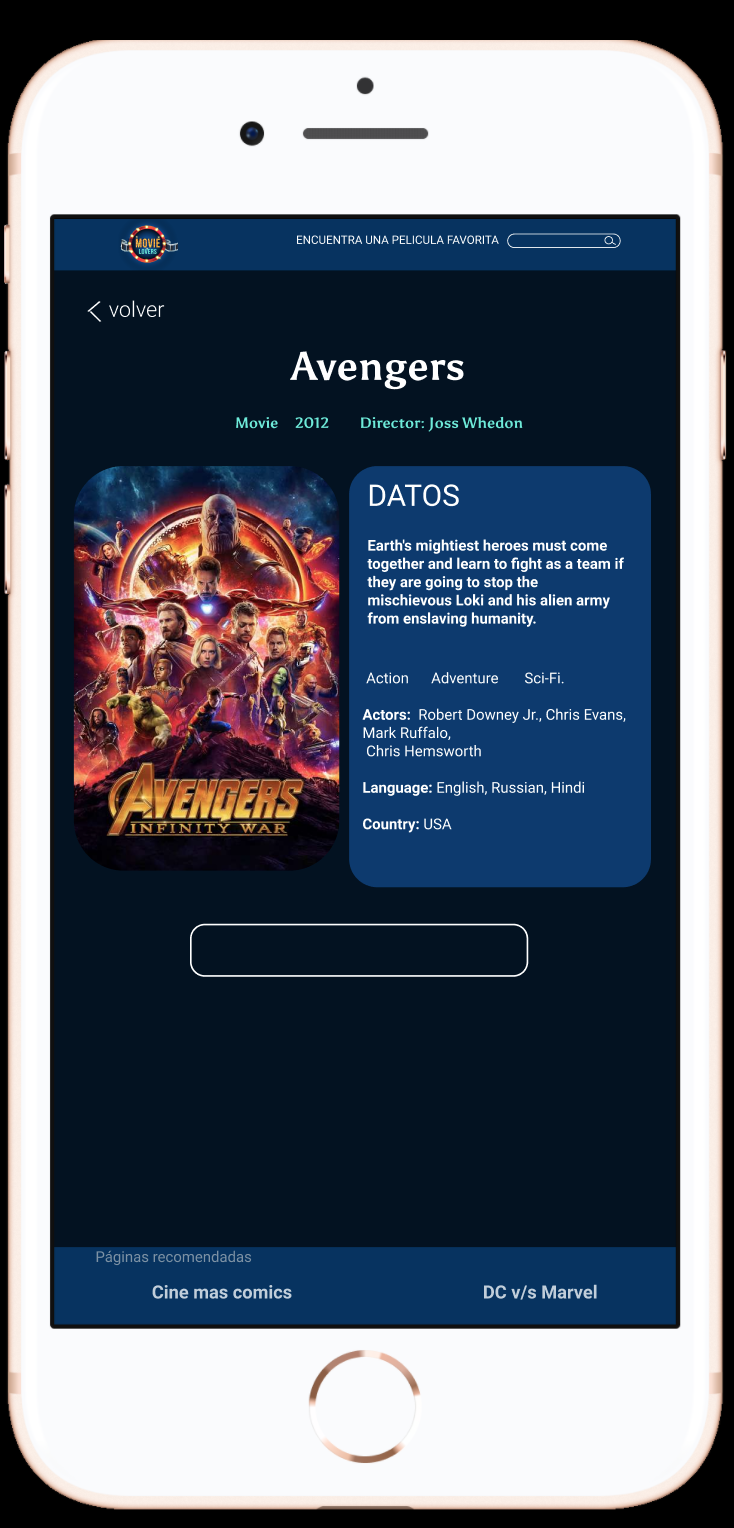 MOVIE
LOVERS
ENCUENTRA UNA PELICULA FAVORITA
volver
Avengers
Movie 2012 Director: Joss Whedon
AVENGERS
INFINITY WAR
DATOS
Earth's mightiest heroes must come
together and learn to fight as a team if
they are going to stop the
mischievous Loki and his alien army
from enslaving humanity.
Action Adventure Sci-Fi.
Actors: Robert Downey Jr., Chris Evans,
Mark Ruffalo,
Chris Hemsworth
Language: English, Russian, Hindi
Country: USA
Páginas recomendadas
Cine mas comics DC v/s Marvel